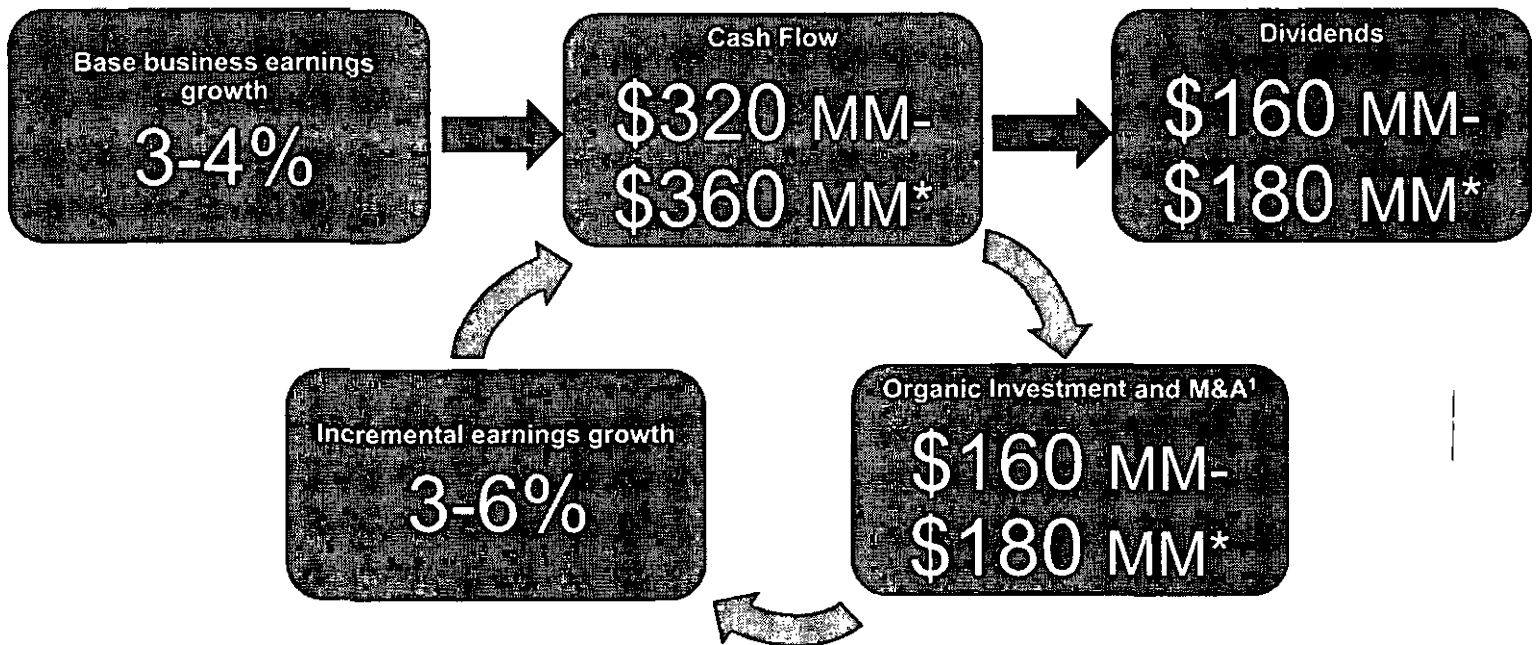 Base business earnings
growth
3-4%
Cash Flow
$320 MM-
$360 MM*
Dividends
$160 MM-
$180 MM*
Incremental earnings growth
3-6%
Organic Investment and M&A¹
$160 MM-
$180 MM*